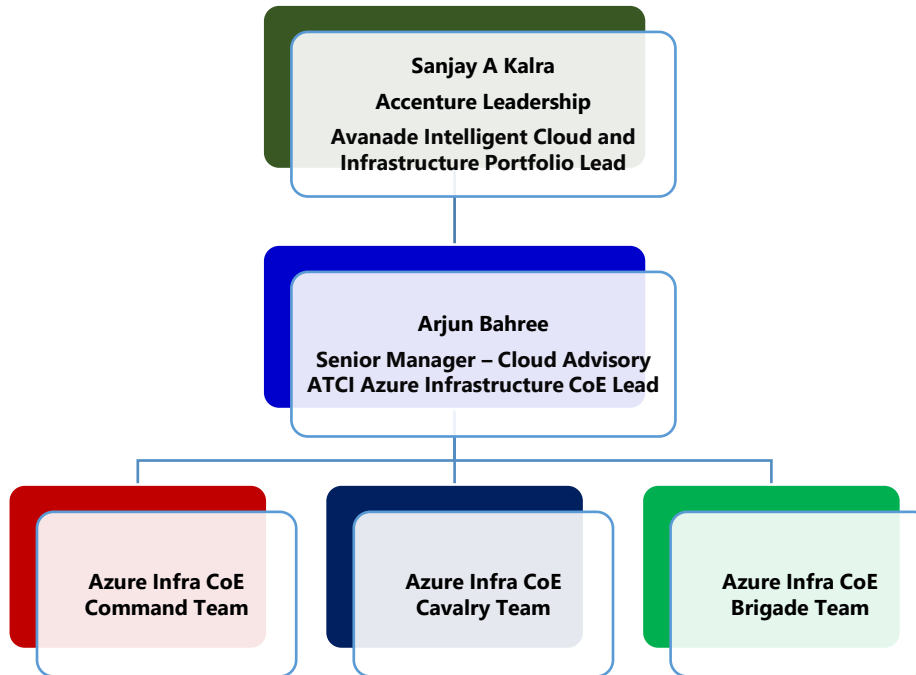 Sanjay A Kalra
Accenture Leadership
Avanade Intelligent Cloud and
Infrastructure Portfolio Lead
Arjun Bahree
Senior Manager – Cloud Advisory
ATCI Azure Infrastructure CoE Lead
Azure Infra CoE
Command Team
Azure Infra CoE
Cavalry Team
Azure Infra CoE
Brigade Team